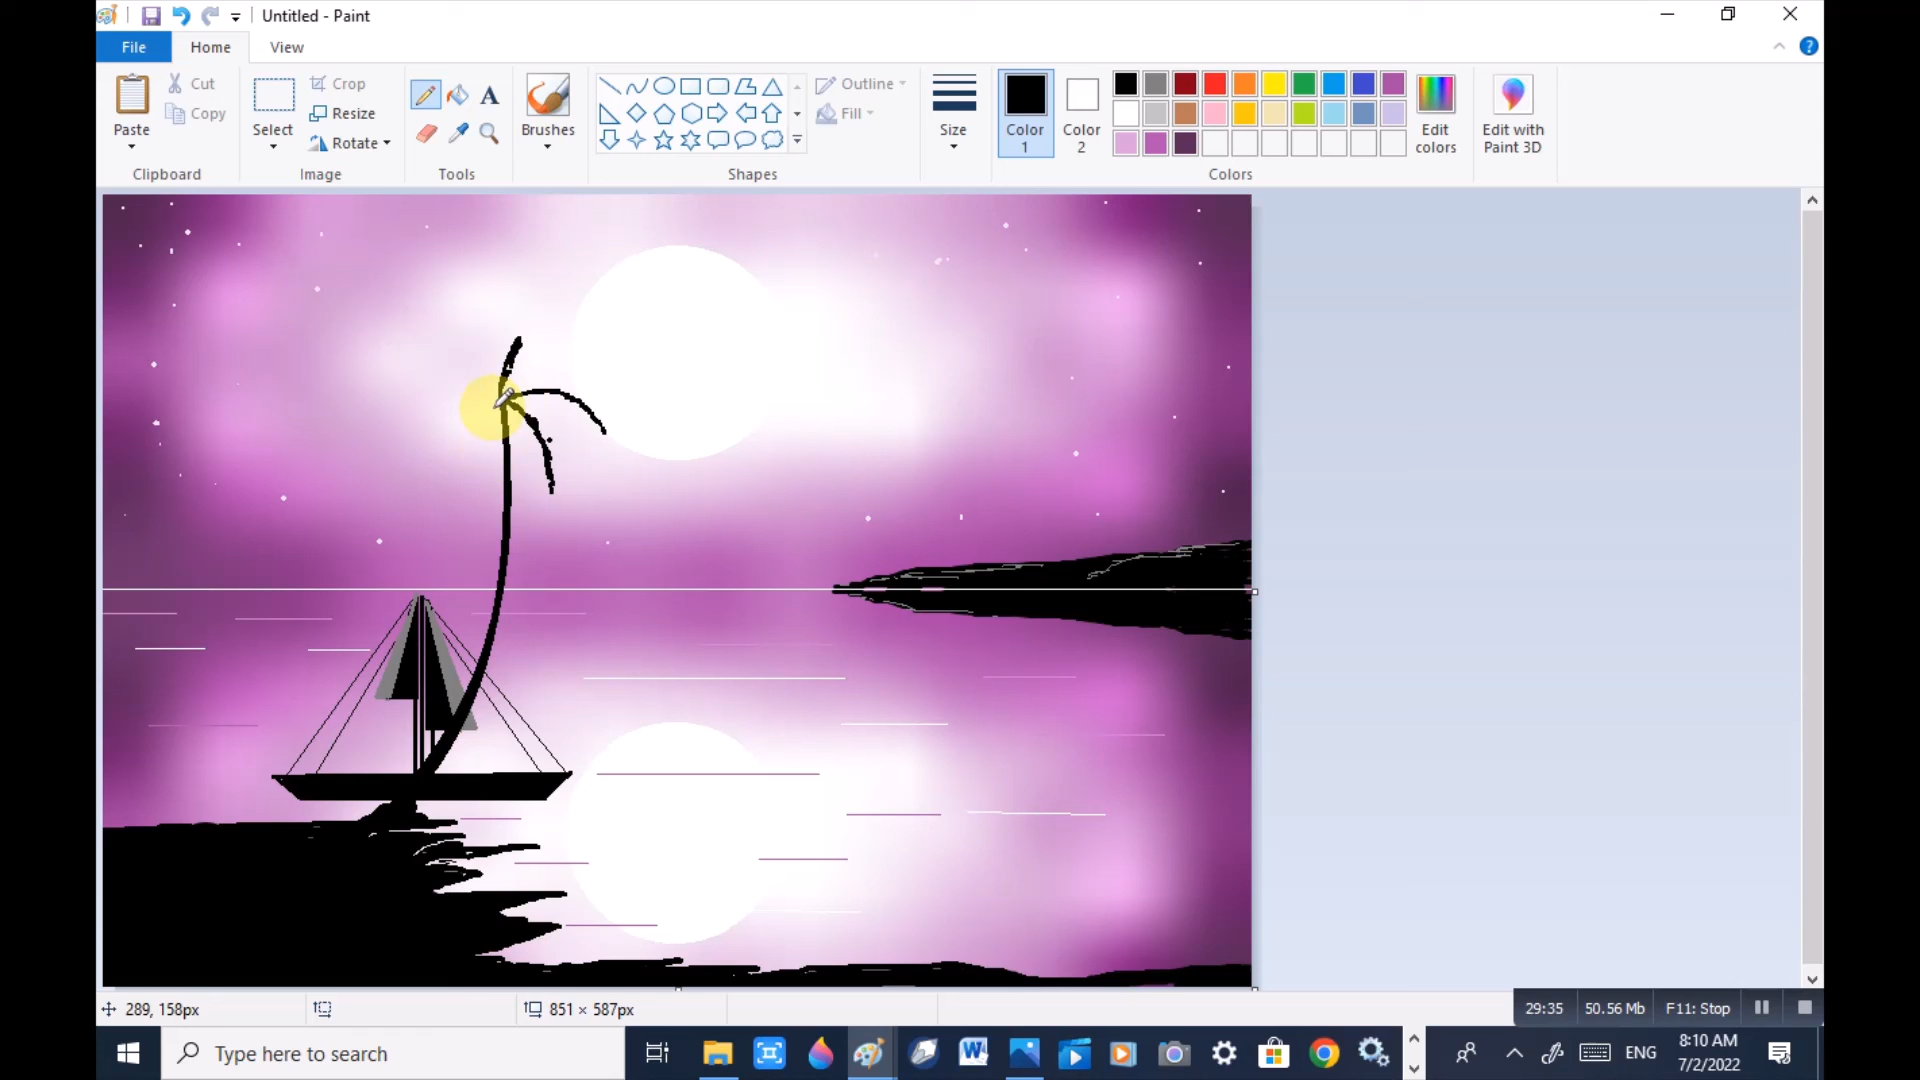 Untitled - Paint
File
Home
View
Paste
Cut
Copy
Clipboard
Select
Crop
Resize
Rotate
Image
A
Tools
Brushes
Outline
Fill
Shapes
Size
Color
1
Color
2
Edit
colors
Colors
Edit with
Paint 3D
289, 158px
851 × 587px
29:35
50.56 Mb
F11: Stop
Type here to search
W
ENG
8:10 AM
7/2/2022